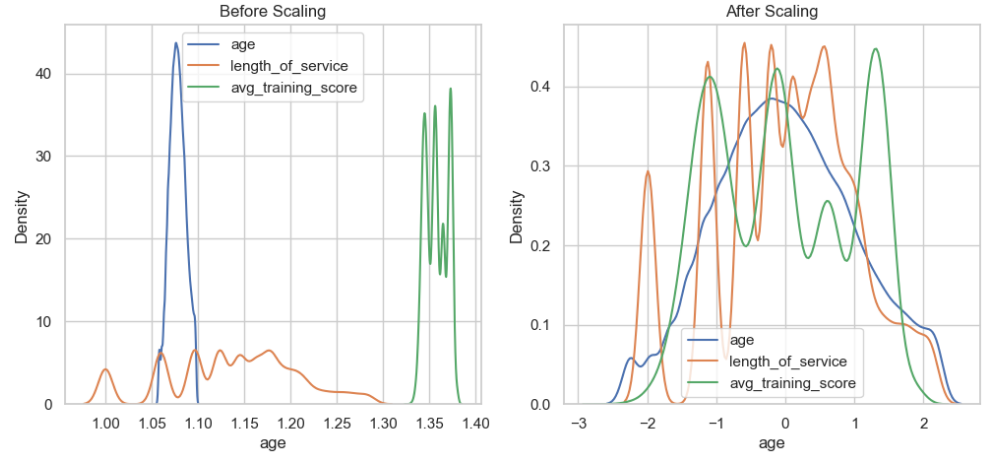 Before Scaling
age
length_of_service
avg_training_score
Density
0
10
20
30
40
1.00
1.05
1.10
1.15
1.20
1.25
1.30
1.35
1.40
age
After Scaling
Density
0.0
0.1
0.2
0.3
0.4
age
length_of_service
avg_training_score
−3
−2
−1
0
1
2
age